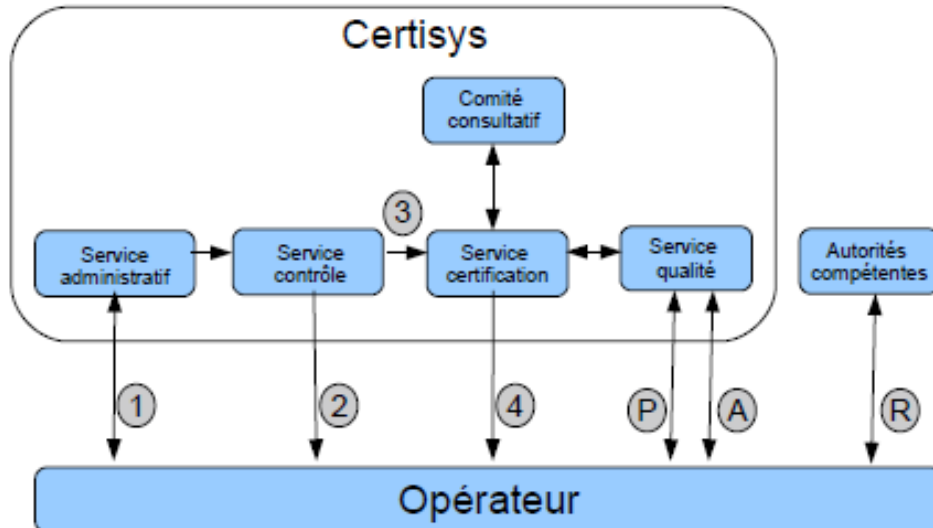 Certisys
Comité
consultatif
3
Service
administratif
Service
contrôle
Service
certification
Service
qualité
Autorités
compétentes
1
2
4
P
A
R
Opérateur